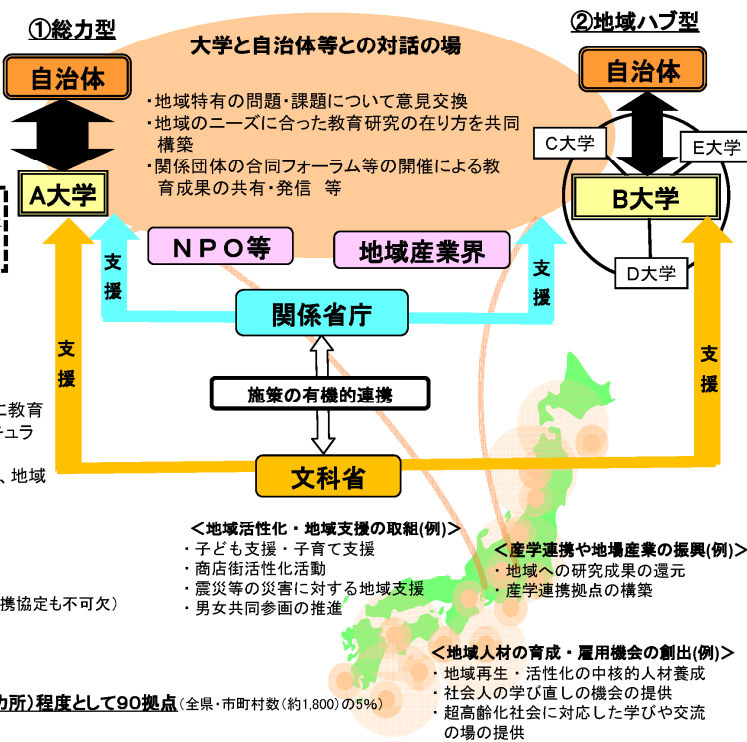 ①総力型
②地域ハブ型
大学と自治体等との対話の場
自治体
自治体
・地域特有の問題・課題について意見交換
・地域のニーズに合った教育研究の在り方を共同
構築
・関係団体の合同フォーラム等の開催による教
育成果の共有・発信 等
C大学
E大学
A大学
B大学
D大学
NPO等
地域産業界
支援
支援
関係省庁
支援
支援
施策の有機的連携
に教育
チュラ
文科省
、地域
＜地域活性化・地域支援の取組(例)＞
・子ども支援・子育て支援
・商店街活性化活動
・震災等の災害に対する地域支援
・男女共同参画の推進
＜産学連携や地場産業の振興(例)＞
・地域への研究成果の還元
・産学連携拠点の構築
携協定も不可欠）
＜地域人材の育成・雇用機会の創出(例)＞
・地域再生・活性化の中核的人材養成
・社会人の学び直しの機会の提供
・超高齢化社会に対応した学びや交流
の場の提供
カ所）程度として90拠点（全県・市町村数（約1,800）の5%）